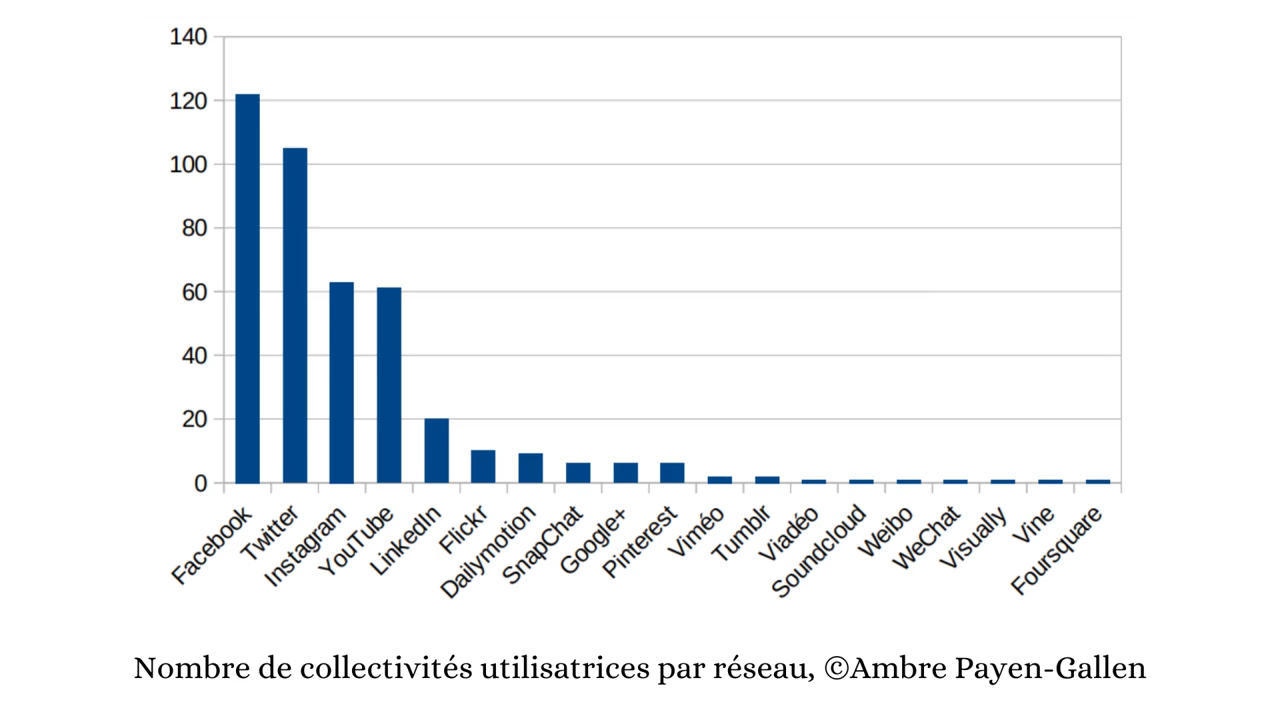 140
120
100
80
60
40
20
0
Facebook
Twitter
Instagram
YouTube
LinkedIn
Flickr
Dailymotion
SnapChat
Google+
Pinterest
Viméo
Tumblr
Viadéo
Soundcloud
Weibo
WeChat
Visually
Vine
Foursquare
Nombre de collectivités utilisatrices par réseau, ©Ambre Payen-Gallen